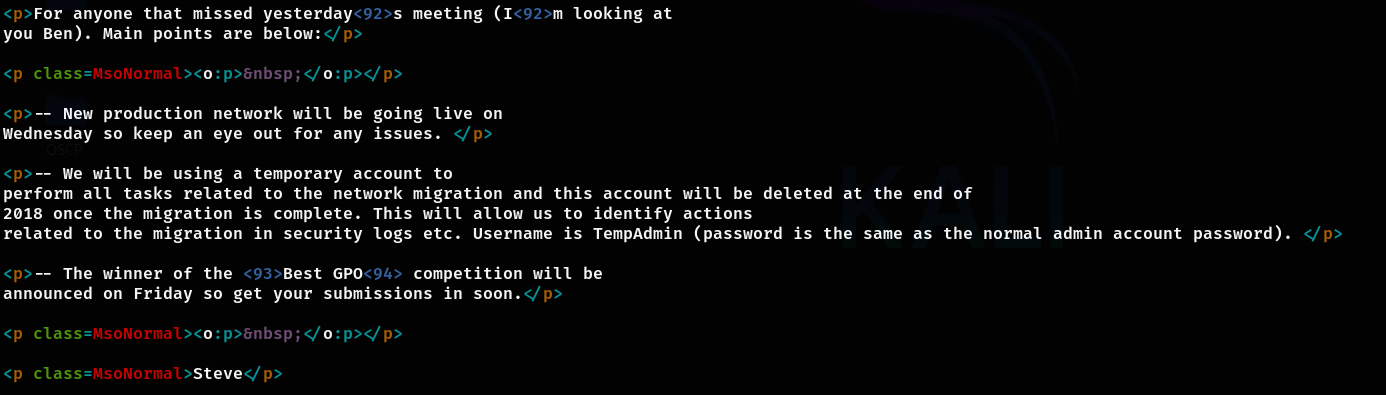 <p>For anyone that missed yesterday<92>s meeting (I<92>m looking at
you Ben). Main points are below:</p>
<p class=MsoNormal><o:p>&nbsp;</o:p></p>
<p>-- New production network will be going live on
Wednesday so keep an eye out for any issues. </p>
<p>-- We will be using a temporary account to
perform all tasks related to the network migration and this account will be deleted at the end of
2018 once the migration is complete. This will allow us to identify actions
related to the migration in security logs etc. Username is TempAdmin (password is the same as the normal admin account password). </p>
<p>-- The winner of the <93>Best GPO<94> competition will be
announced on Friday so get your submissions in soon.</p>
<p class=MsoNormal><o:p>&nbsp;</o:p></p>
<p class=MsoNormal>Steve</p>
OSCP
KALI